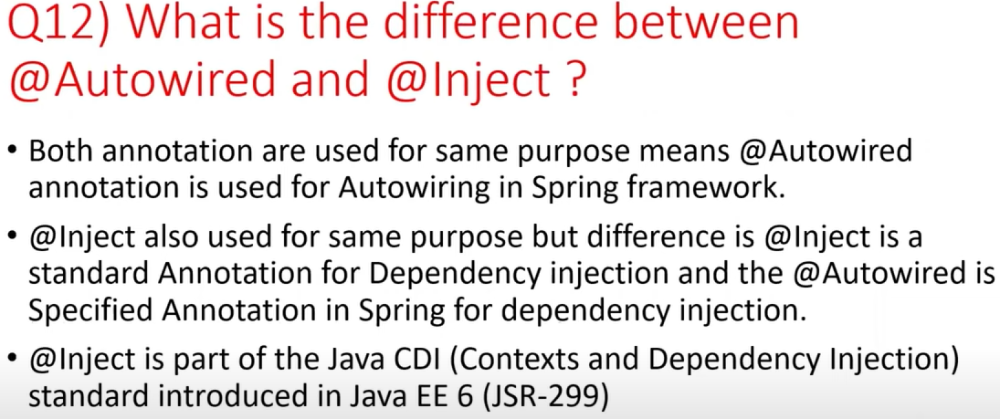 Q12) What is the difference between
@Autowired and @Inject ?
• Both annotation are used for same purpose means @Autowired
annotation is used for Autowiring in Spring framework.
• @Inject also used for same purpose but difference is @Inject is a
standard Annotation for Dependency injection and the @Autowired is
Specified Annotation in Spring for dependency injection.
• @Inject is part of the Java CDI (Contexts and Dependency Injection)
standard introduced in Java EE 6 (JSR-299)